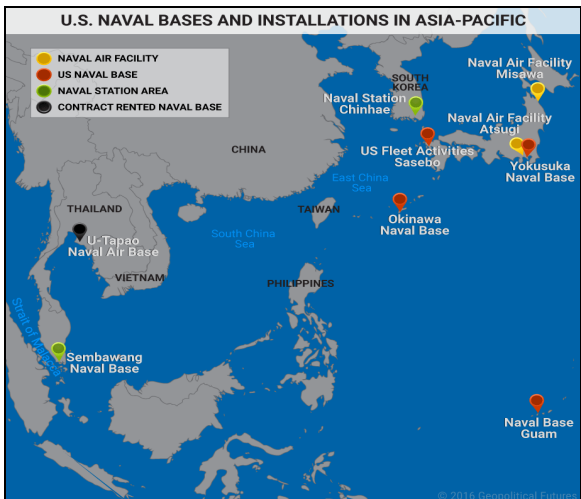 U.S. NAVAL BASES AND INSTALLATIONS IN ASIA-PACIFIC
NAVAL AIR FACILITY
US NAVAL BASE
NAVAL STATION AREA
CONTRACT RENTED NAVAL BASE
Naval Air Facility
Misawa
SOUTH
KOREA
Naval Station
Chinhae
Naval Air Facility
Atsugi
US Fleet Activities
Sasebo
Yokusuka
Naval Base
CHINA
East China
Sea
THAILAND
TAIWAN
Okinawa
Naval Base
U-Tapao
Naval Air Base
South China
Sea
VIETNAM
PHILIPPINES
Strait of Malacca
Sembawang
Naval Base
Naval Base
Guam
© 2016 Geopolitical Futures